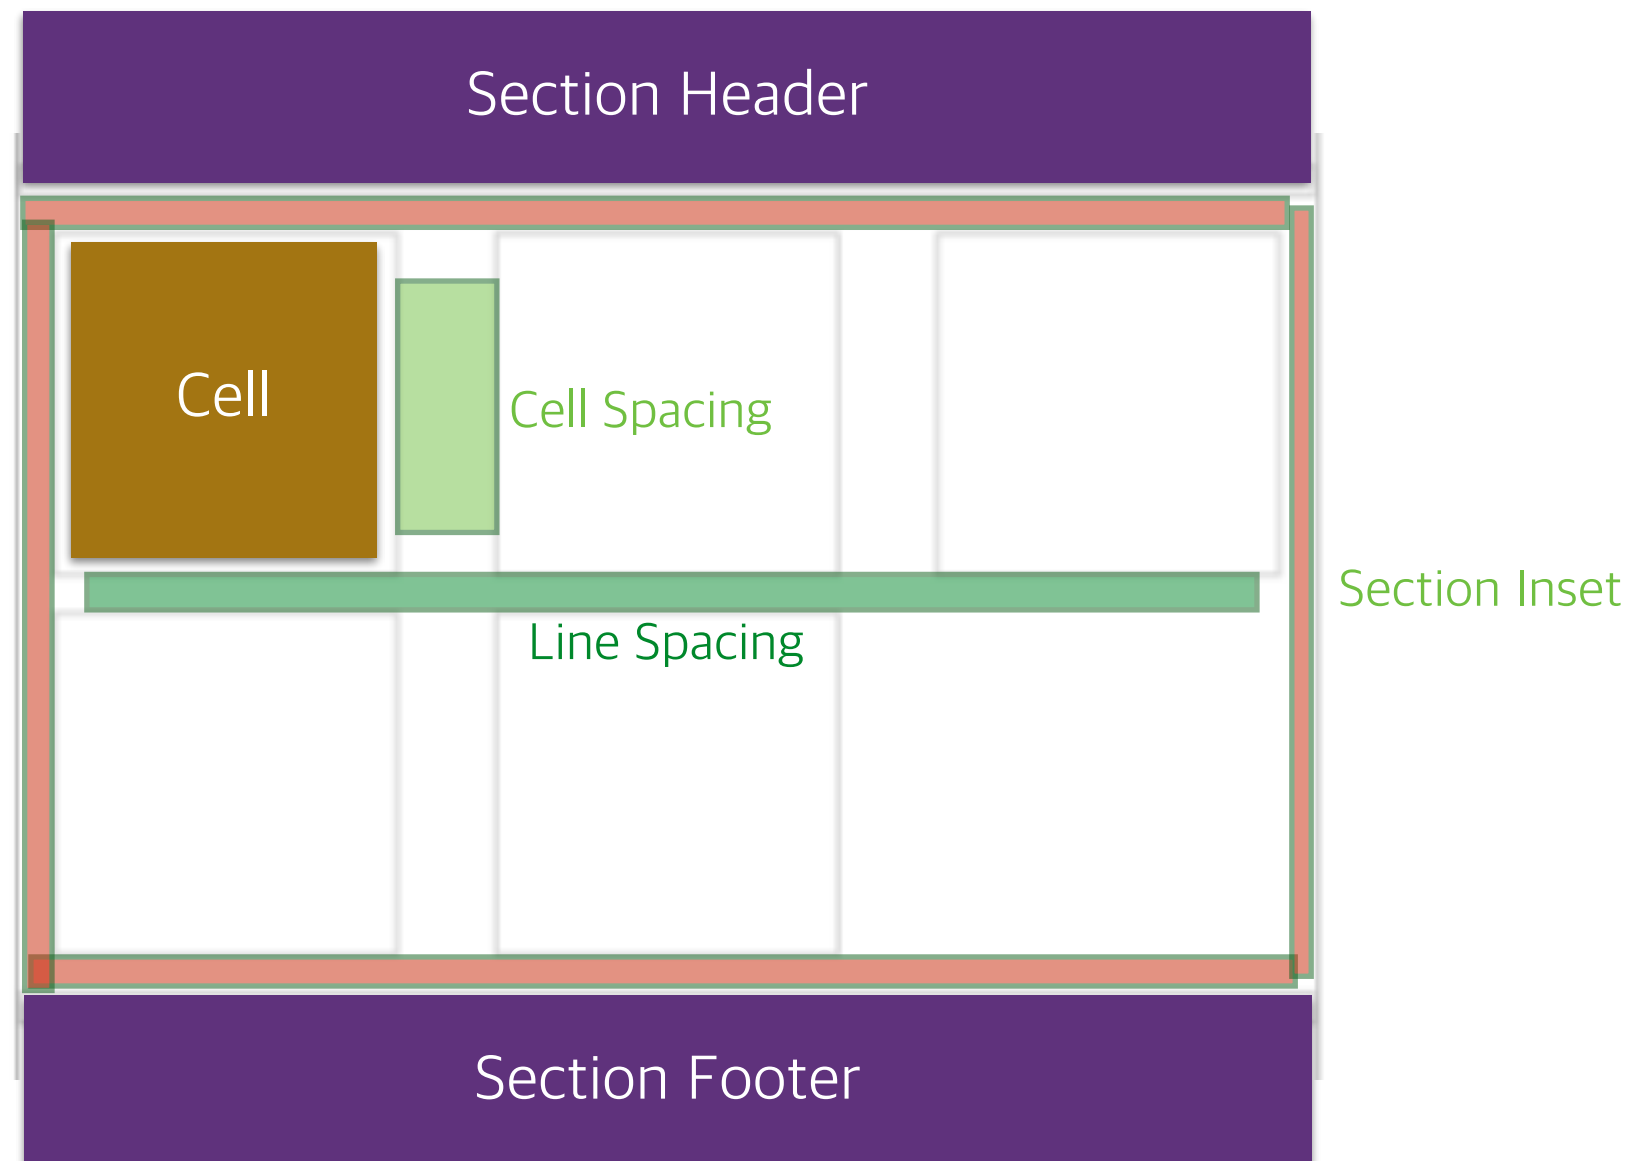 Section Header
Cell
Cell Spacing
Section Inset
Line Spacing
Section Footer